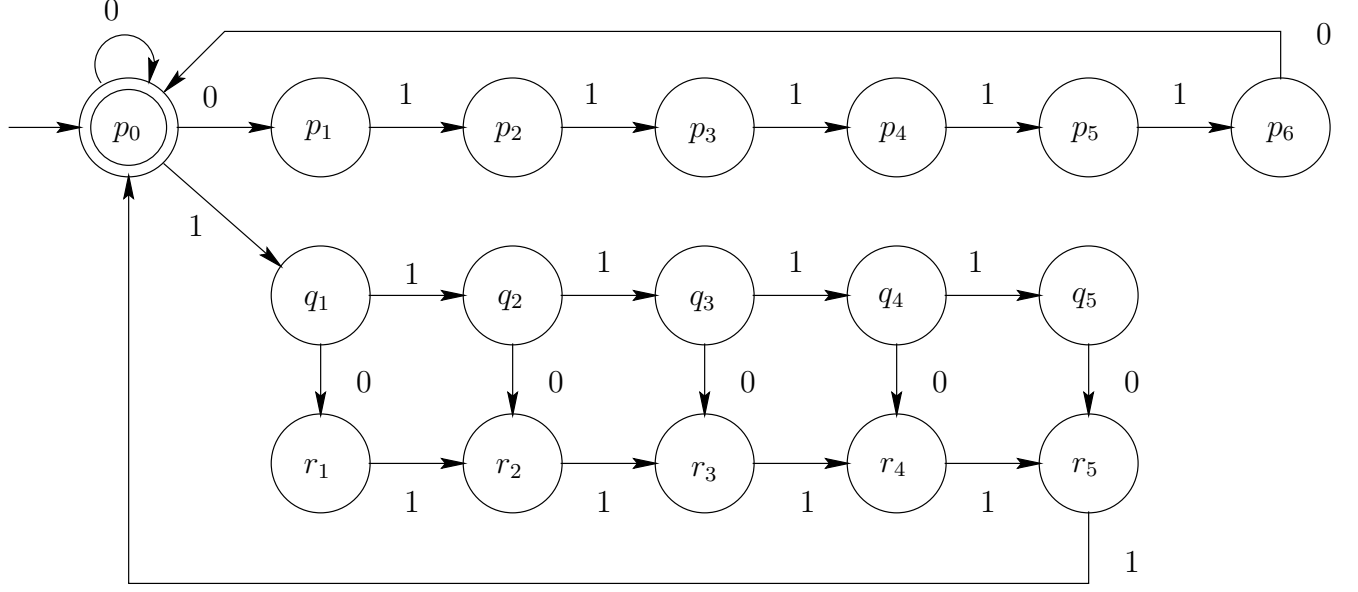 0
0
0 1 1 1 1 1
p₀ p₁ p₂ p₃ p₄ p₅ p₆
1
1 1 1 1
q₁ q₂ q₃ q₄ q₅
0 0 0 0 0
r₁ r₂ r₃ r₄ r₅
1 1 1 1
1